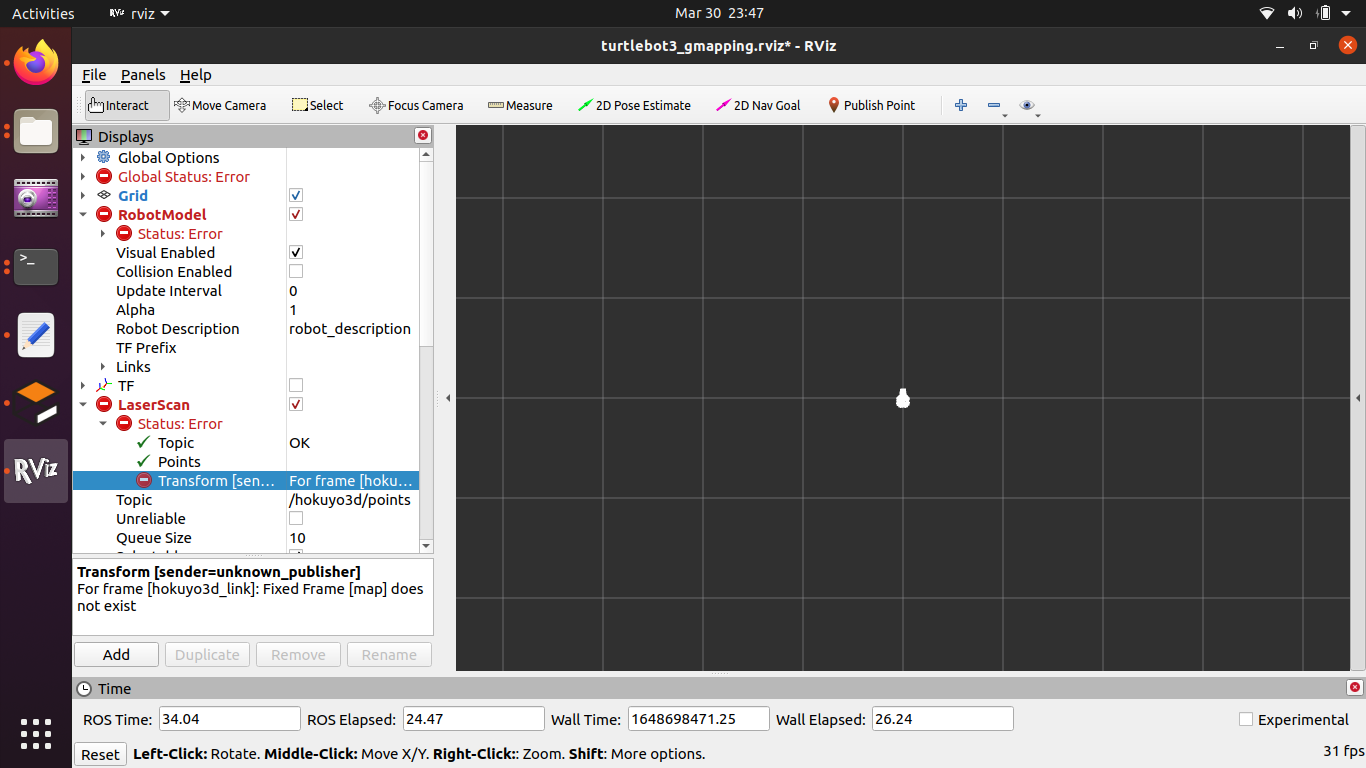 Activities RViz rviz Mar 30 23:47
turtlebot3_gmapping.rviz* - RViz
File Panels Help
Interact Move Camera Select Focus Camera Measure 2D Pose Estimate 2D Nav Goal Publish Point
Displays
Global Options
Global Status: Error
Grid
RobotModel
Status: Error
Visual Enabled
Collision Enabled
Update Interval 0
Alpha 1
Robot Description robot_description
TF Prefix
Links
TF
LaserScan
Status: Error
Topic OK
Points
Transform [sen... For frame [hoku...
Topic /hokuyo3d/points
Unreliable
Queue Size 10
Transform [sender=unknown_publisher]
For frame [hokuyo3d_link]: Fixed Frame [map] does
not exist
Add Duplicate Remove Rename
RViz
Time
ROS Time: 34.04 ROS Elapsed: 24.47 Wall Time: 1648698471.25 Wall Elapsed: 26.24 Experimental
Reset Left-Click: Rotate. Middle-Click: Move X/Y. Right-Click:: Zoom. Shift: More options. 31 fps